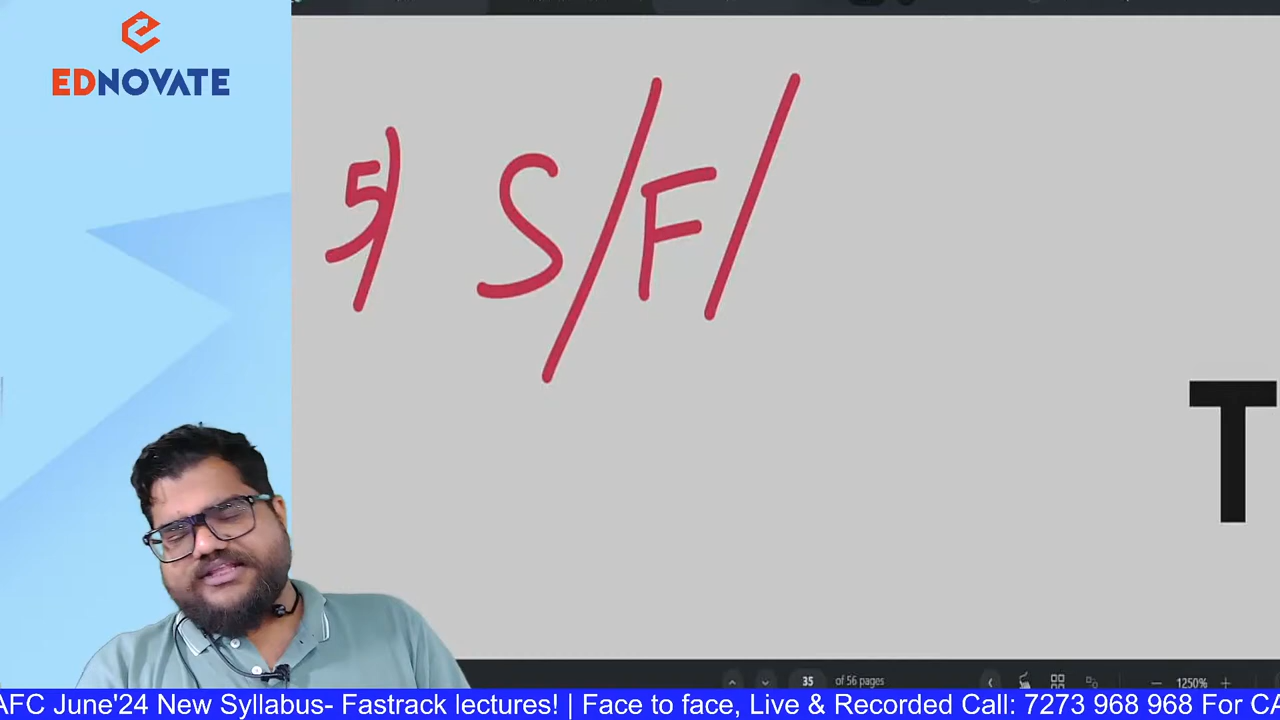 EDNOVATE
5) S/F/
T
35 of 56 pages 1250%
AFC June'24 New Syllabus- Fastrack lectures! | Face to face, Live & Recorded Call: 7273 968 968 For CA